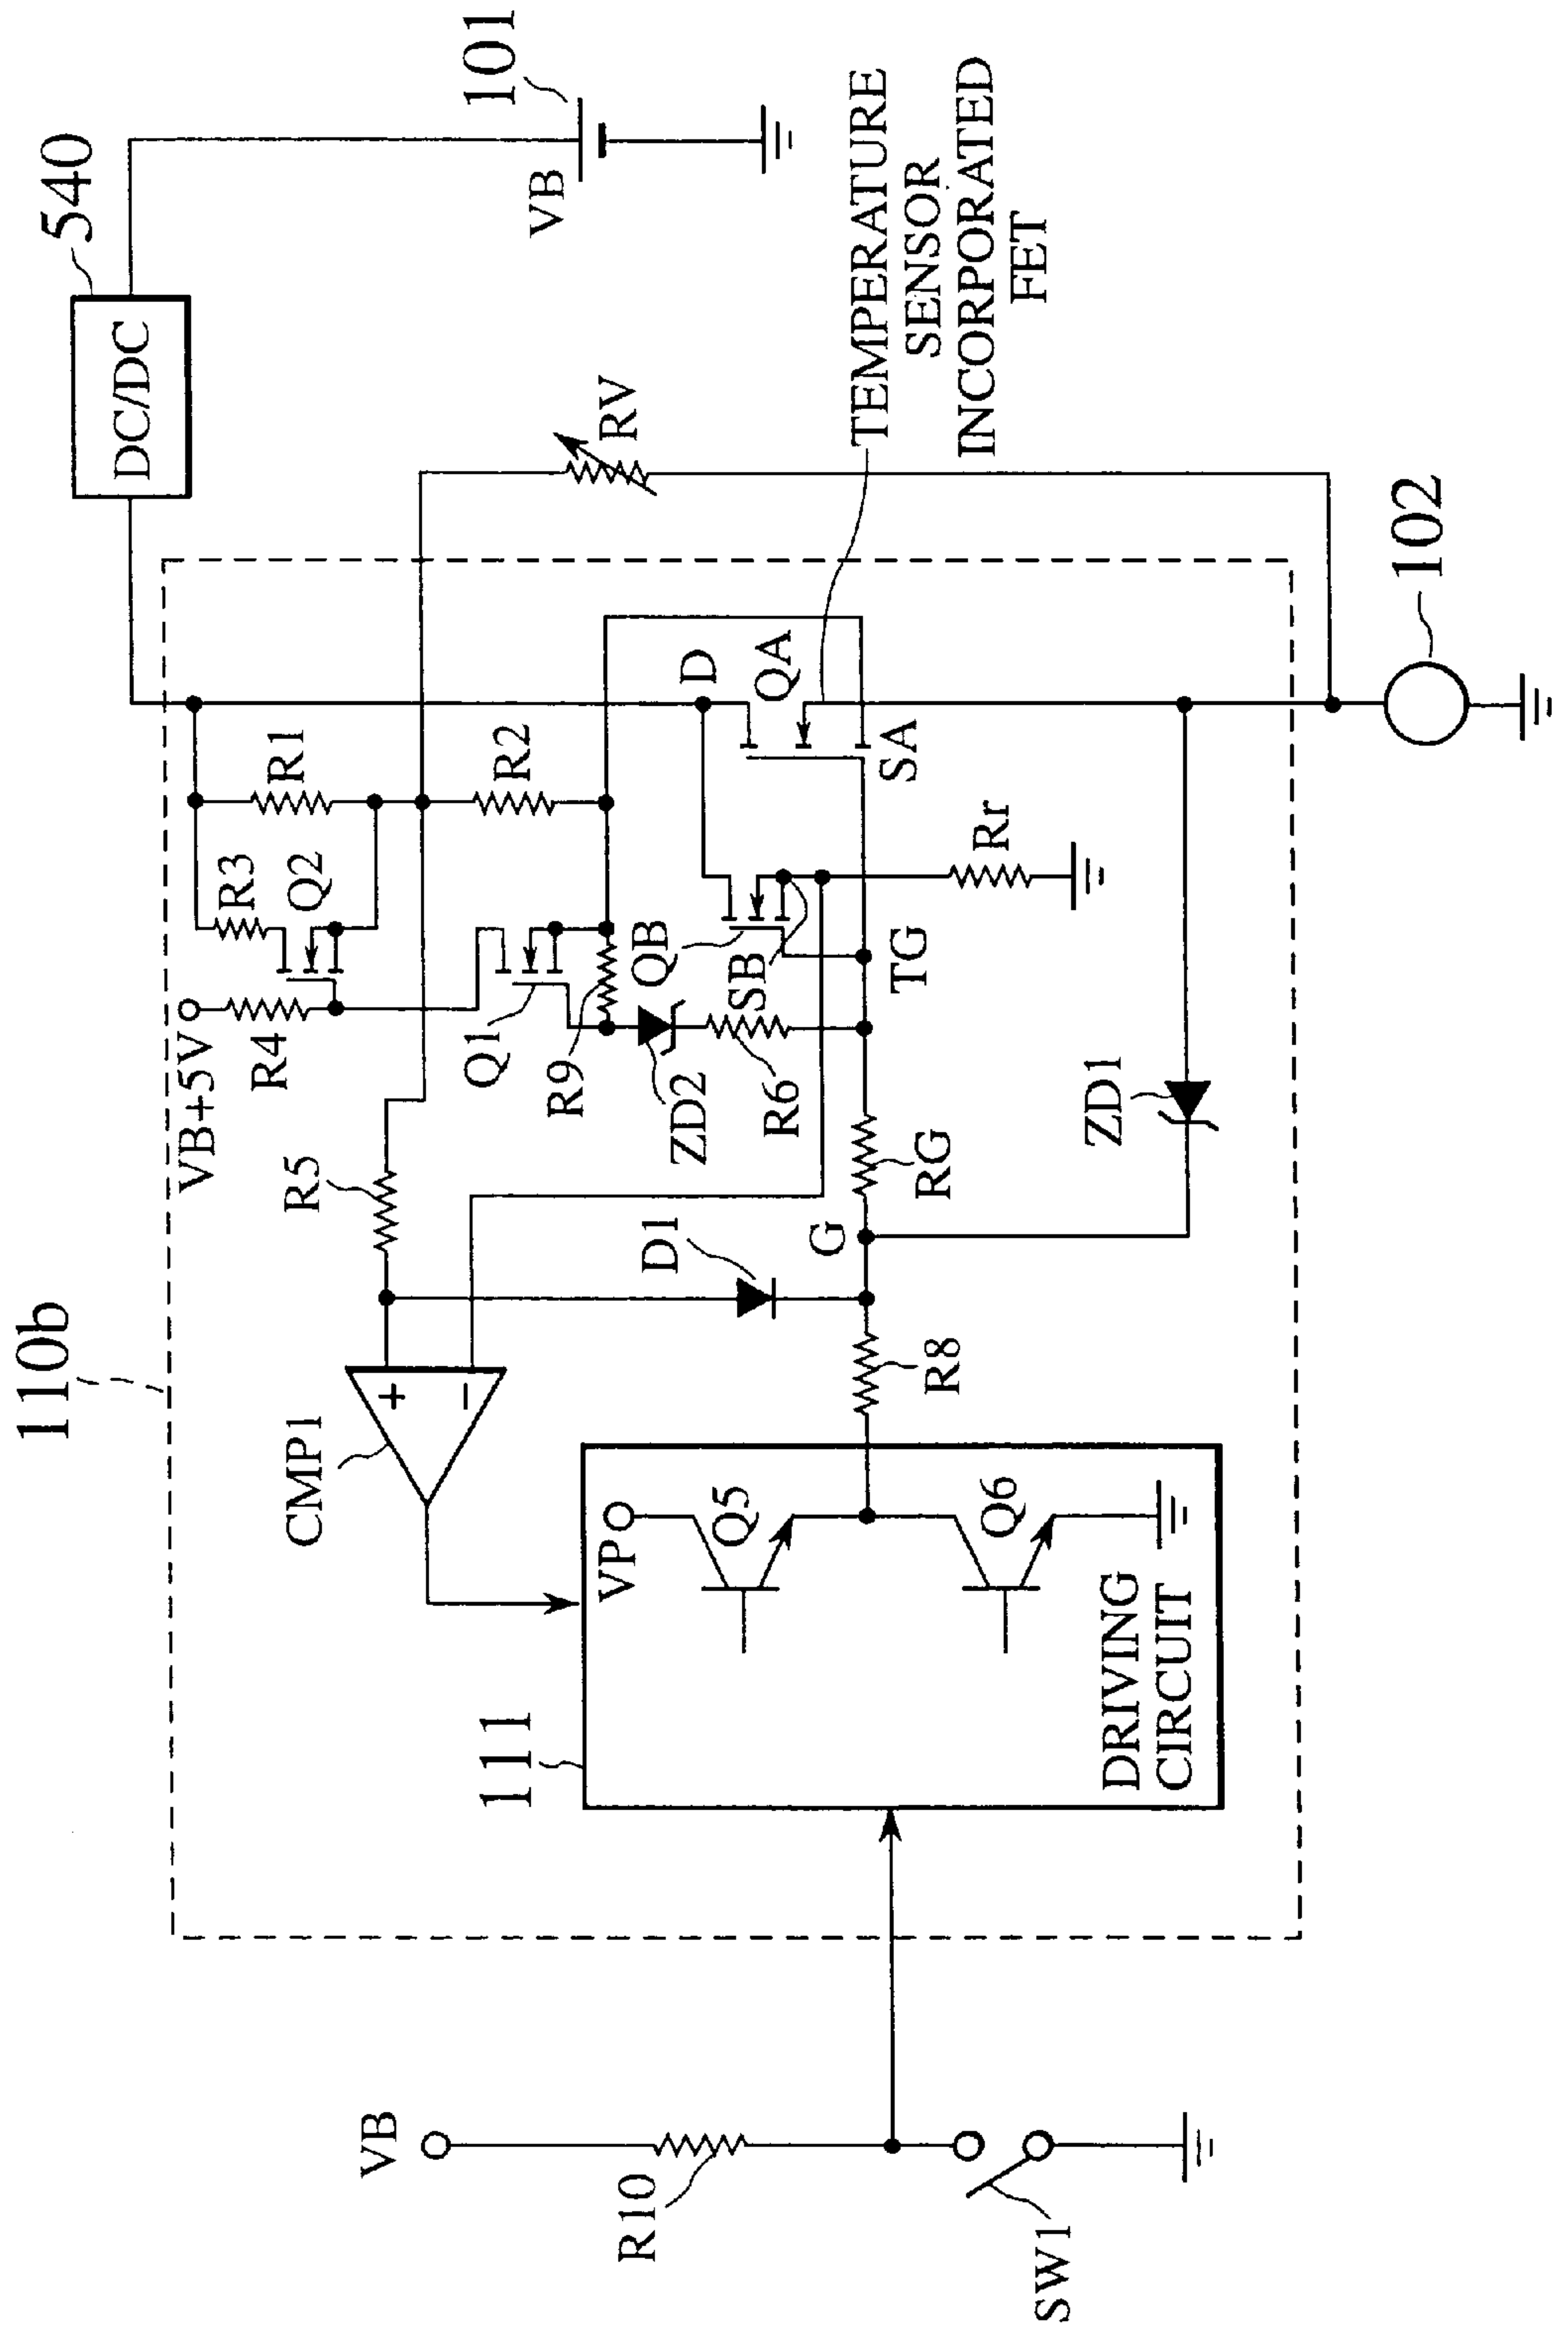 110b
540
DC/DC
101
VB
VB+5V
R3
R1
Q2
R4
R5
R2
RV
CMP1
+
−
Q1
R9
ZD2
QB
D
QA
TEMPERATURE
SENSOR
INCORPORATED
FET
D1
R6
SB
G
SA
TG
Rr
RG
R8
ZD1
111
VP
Q5
Q6
DRIVING
CIRCUIT
102
VB
R10
SW1